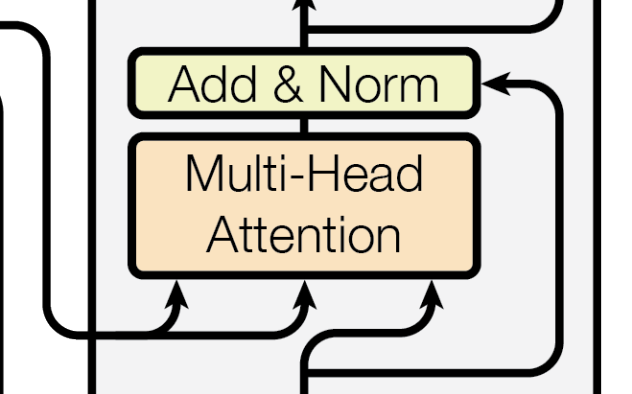 Add & Norm
Multi-Head
Attention